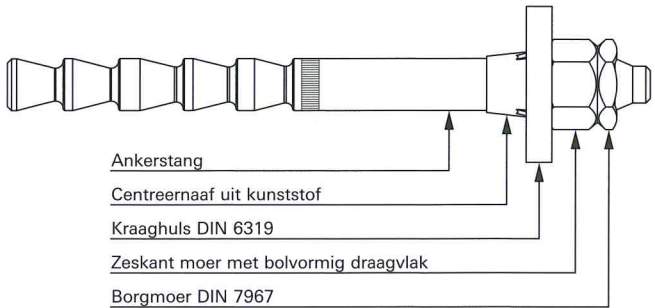 Ankerstang
Centreernaaf uit kunststof
Kraaghuls DIN 6319
Zeskant moer met bolvormig draagvlak
Borgmoer DIN 7967